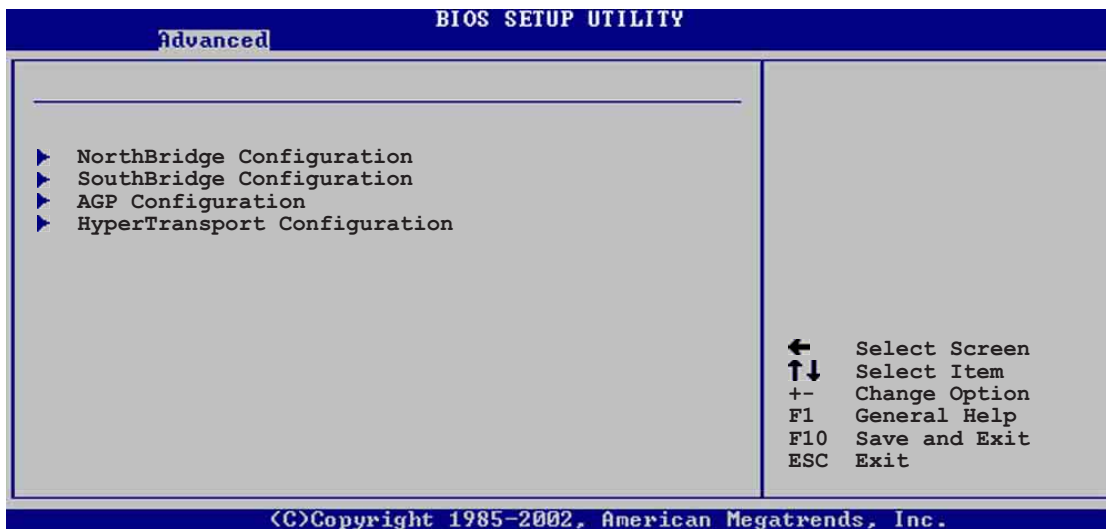 BIOS SETUP UTILITY
Advanced
NorthBridge Configuration
SouthBridge Configuration
AGP Configuration
HyperTransport Configuration
← Select Screen
↑↓ Select Item
+- Change Option
F1 General Help
F10 Save and Exit
ESC Exit
(C)Copyright 1985-2002, American Megatrends, Inc.